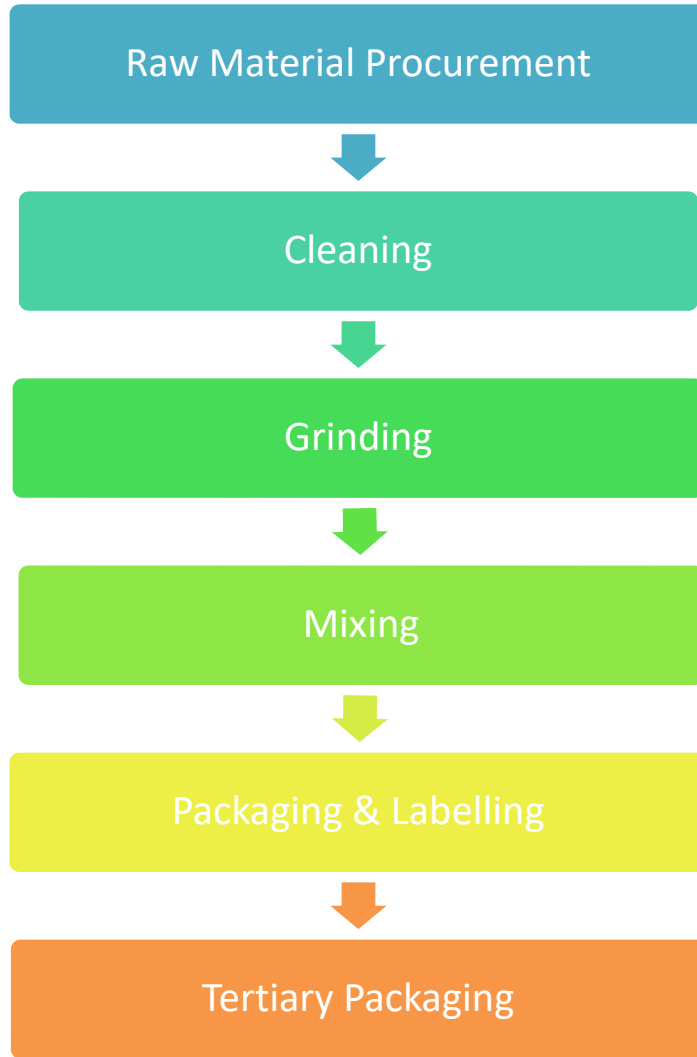 Raw Material Procurement
Cleaning
Grinding
Mixing
Packaging & Labelling
Tertiary Packaging